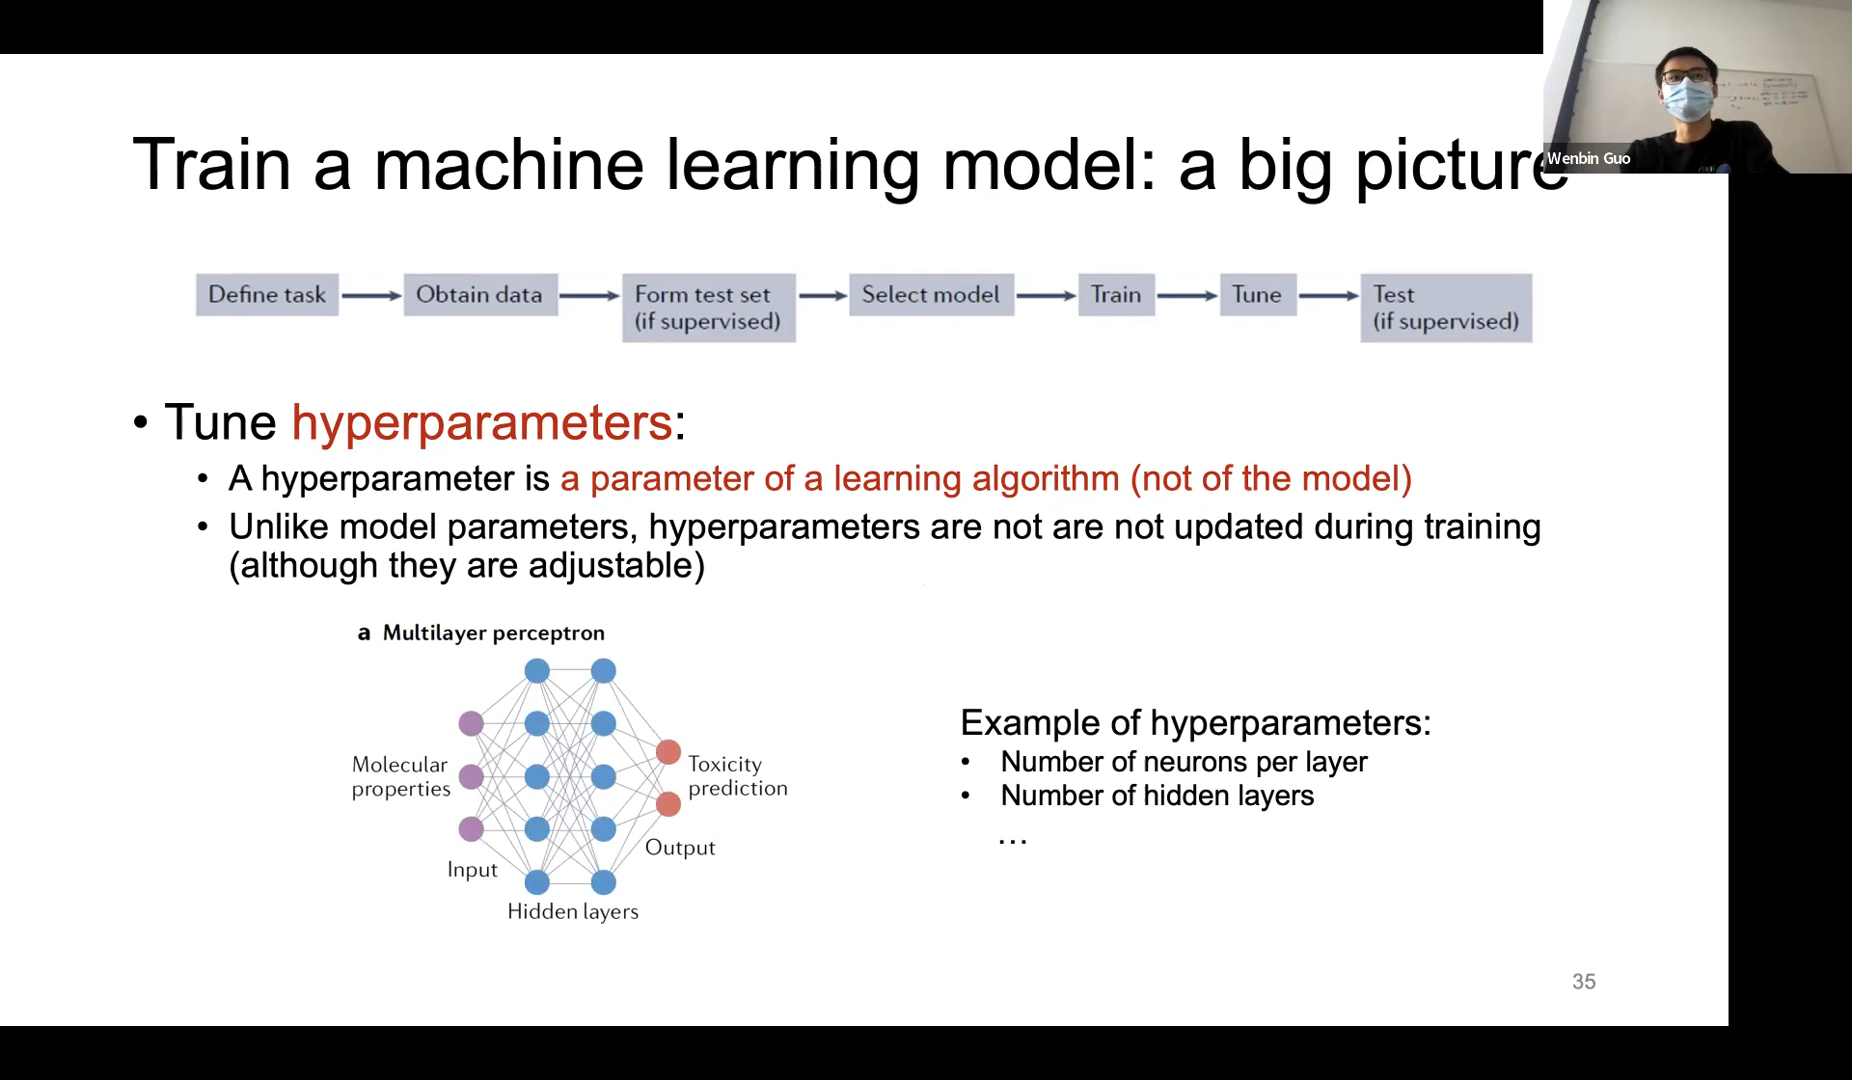 Train a machine learning model: a big picture
Wenbin Guo
Define task
Obtain data
Form test set
(if supervised)
Select model
Train
Tune
Test
(if supervised)
• Tune hyperparameters:
• A hyperparameter is a parameter of a learning algorithm (not of the model)
• Unlike model parameters, hyperparameters are not are not updated during training
(although they are adjustable)
a Multilayer perceptron
Molecular
properties
Input
Hidden layers
Output
Toxicity
prediction
Example of hyperparameters:
• Number of neurons per layer
• Number of hidden layers
…
35